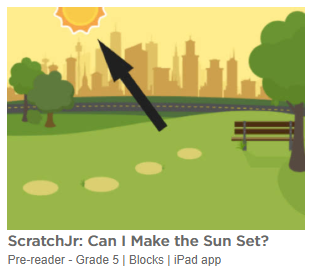 ScratchJr: Can I Make the Sun Set?
Pre-reader - Grade 5 | Blocks | iPad app